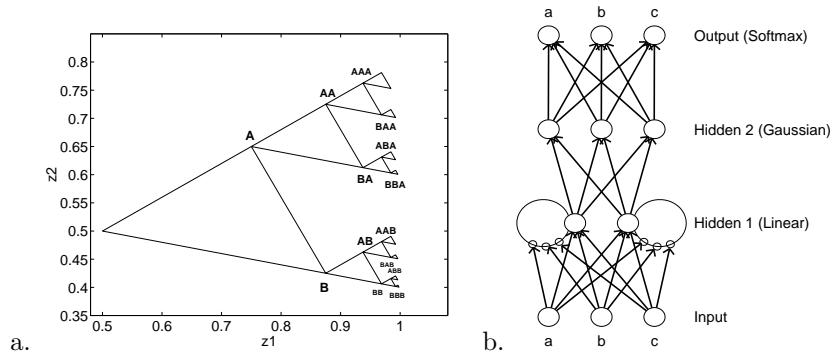 a b c
Output (Softmax)
Hidden 2 (Gaussian)
Hidden 1 (Linear)
Input
a b c
b.
0.8
0.75
0.7
0.65
0.6
0.55
0.5
0.45
0.4
0.35
z2
0.5 0.6 0.7 0.8 0.9 1
z1
AAA
AA
BAA
A
ABA
BA
BBA
AAB
AB
BAB
ABB
B
BB
BBB
a.